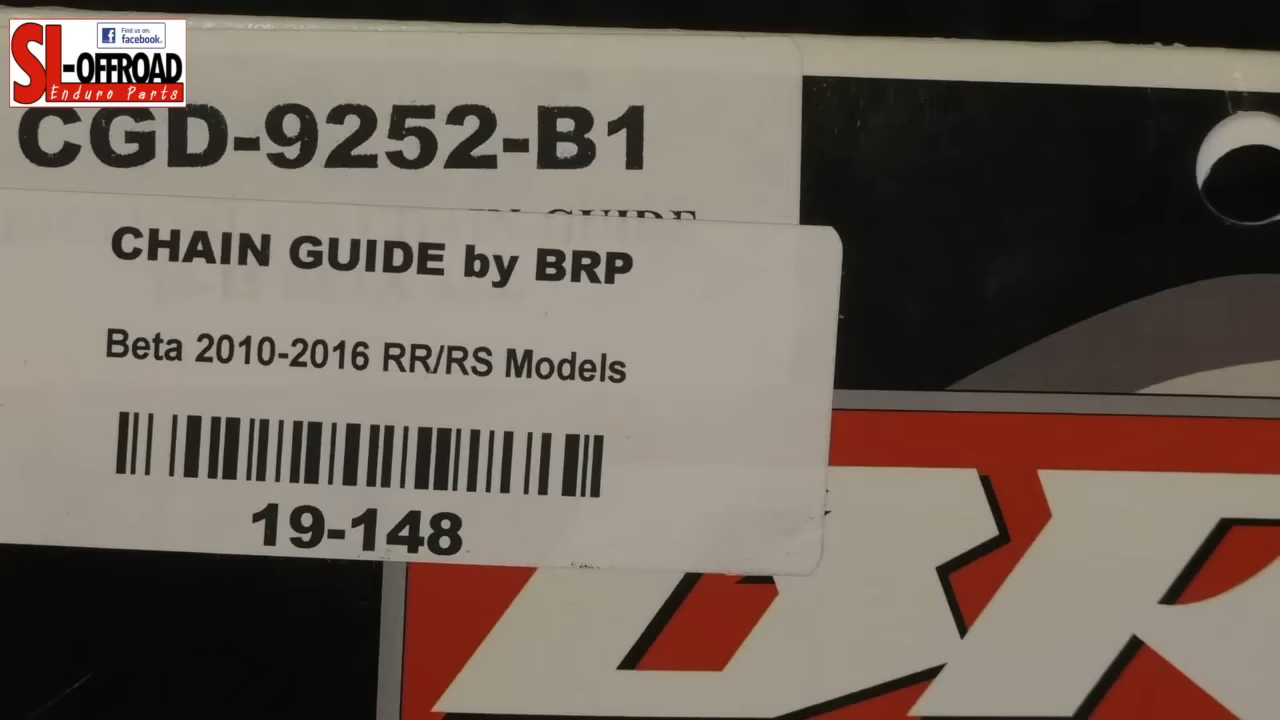 Find us on:
facebook.
SL-OFFROAD
Enduro Parts
CGD-9252-B1
GUIDE
CHAIN GUIDE by BRP
Beta 2010-2016 RR/RS Models
19-148